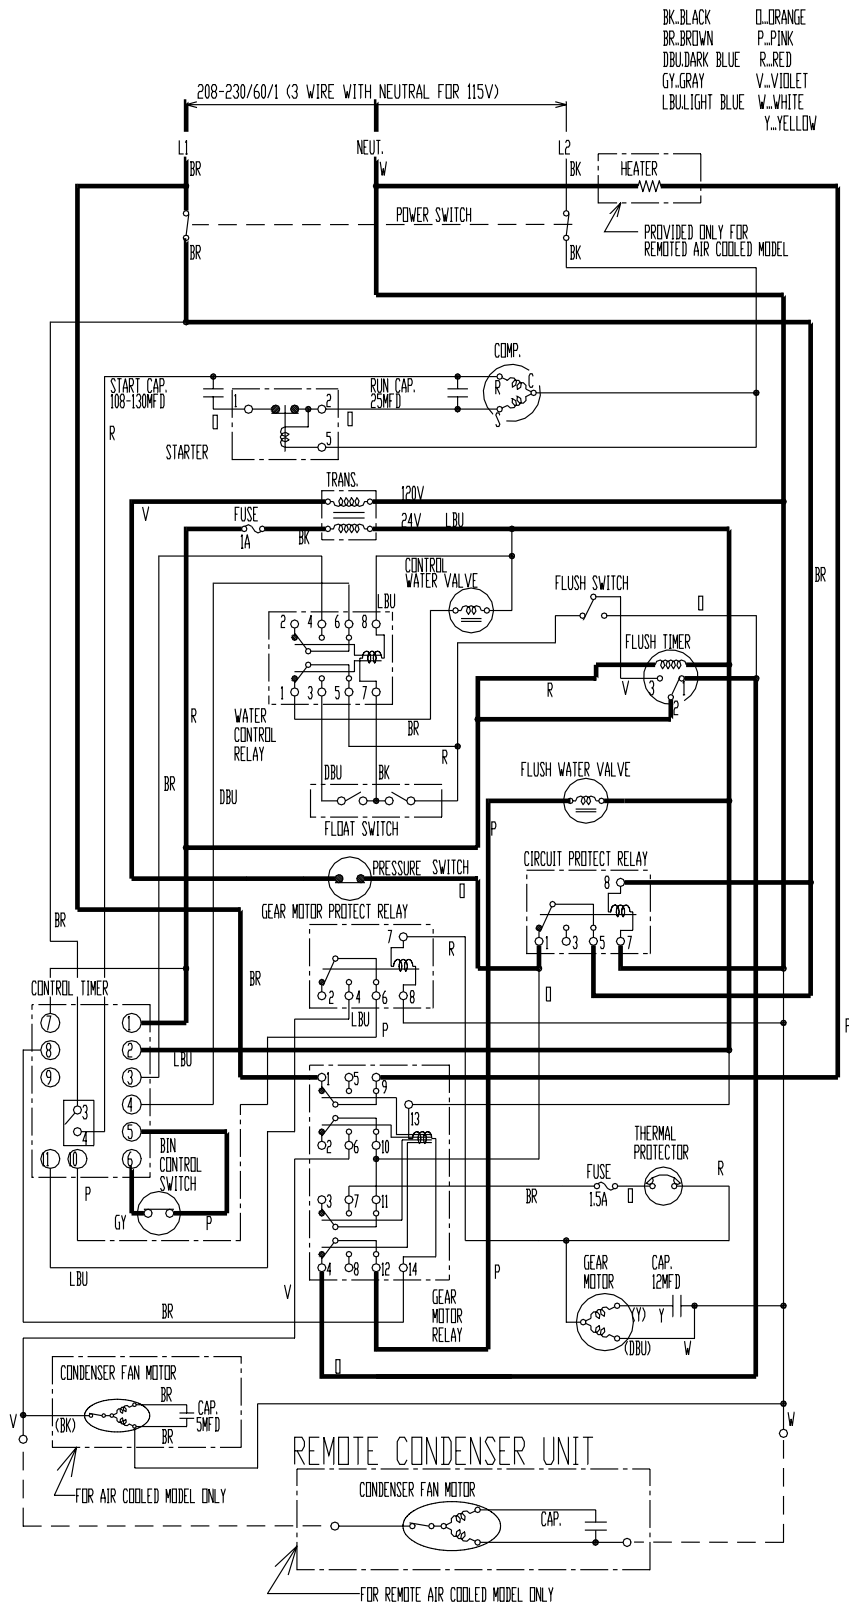 BK..BLACK O..ORANGE
BR..BROWN P...PINK
DBU.DARK BLUE R...RED
GY..GRAY V...VIOLET
LBU.LIGHT BLUE W...WHITE
Y...YELLOW
208-230/60/1 (3 WIRE WITH NEUTRAL FOR 115V)
L1 NEUT. L2
BR W BK
HEATER
POWER SWITCH
PROVIDED ONLY FOR
REMOTED AIR COOLED MODEL
BR BK
COMP.
START CAP.
108-130MFD
RUN CAP.
25MFD
R C
S
1 2
O O
5
R
STARTER
TRANS.
120V
V
FUSE
1A
24V LBU
BK
CONTROL
WATER VALVE
FLUSH SWITCH
BR
LBU
O
2 4 6 8
FLUSH TIMER
3 1
2
R V
1 3 5 7
R
WATER
CONTROL
RELAY
BR
R
DBU BK
FLUSH WATER VALVE
BR DBU
FLOAT SWITCH
P
PRESSURE SWITCH
CIRCUIT PROTECT RELAY
8
O
GEAR MOTOR PROTECT RELAY
BR
7
R
1 3 5 7
BR
CONTROL TIMER
2 4 6 8
O
LBU P
7 1
8 2
LBU
9 3
4
3
4
5
11 10 6
1 5 9
13
2 6 10
BIN
CONTROL
SWITCH
THERMAL
PROTECTOR
FUSE
1.5A
R
BR O
P
3 7 11
GY P
4 8 12 14
LBU
V
P
BR
GEAR
MOTOR
RELAY
GEAR
MOTOR
CAP.
12MFD
(Y) Y
(DBU) W
O
CONDENSER FAN MOTOR
BR
CAP.
5MFD
V (BK)
BR
W
FOR AIR COOLED MODEL ONLY
REMOTE CONDENSER UNIT
CONDENSER FAN MOTOR
CAP.
FOR REMOTE AIR COOLED MODEL ONLY